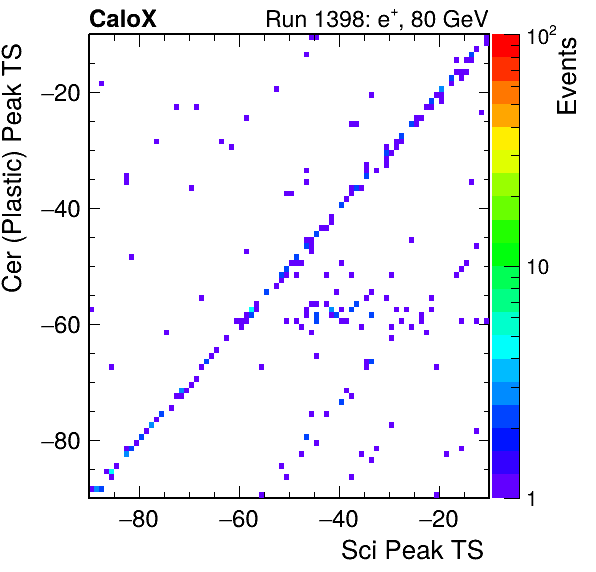 CaloX Run 1398: e⁺, 80 GeV
Cer (Plastic) Peak TS
−20
−40
−60
−80
−80 −60 −40 −20
Sci Peak TS
10²
10
1
Events